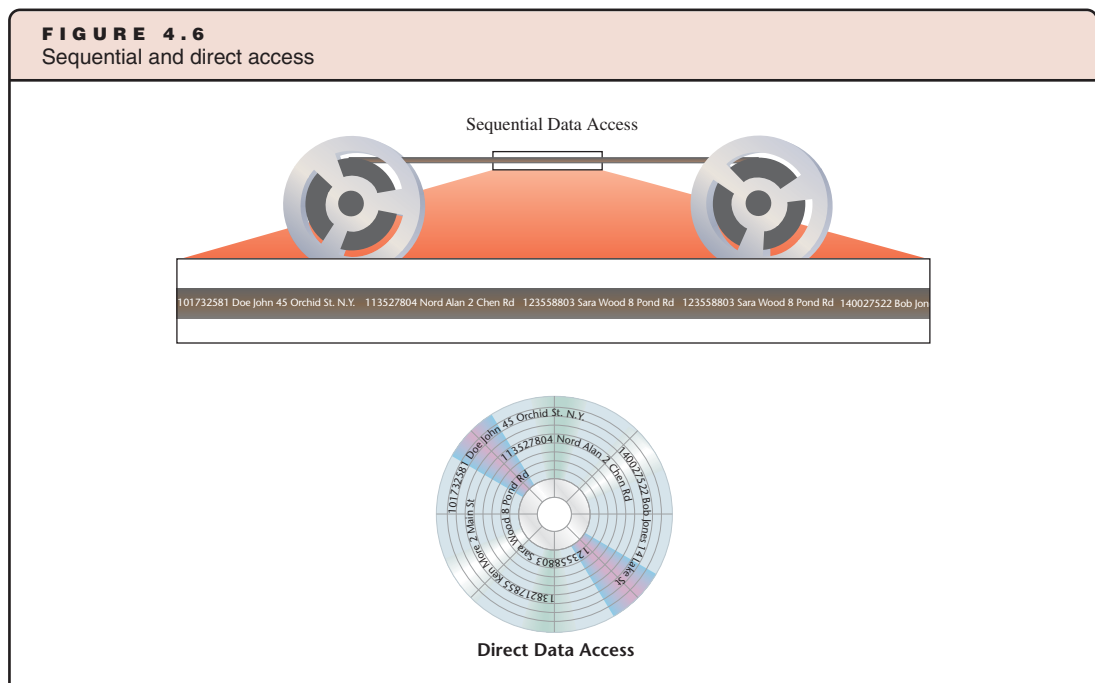 FIGURE 4.6
Sequential and direct access
Sequential Data Access
101732581 Doe John 45 Orchid St. N.Y. 113527804 Nord Alan 2 Chen Rd 123558803 Sara Wood 8 Pond Rd 123558803 Sara Wood 8 Pond Rd 140027522 Bob Jon
101732581 Doe John 45 Orchid St. N.Y.
113527804 Nord Alan 2 Chen Rd
140027522 Bob Jones 14 Lake St
123558803 Sara Wood 8 Pond Rd
138217855 Ken More 2 Main St
Direct Data Access